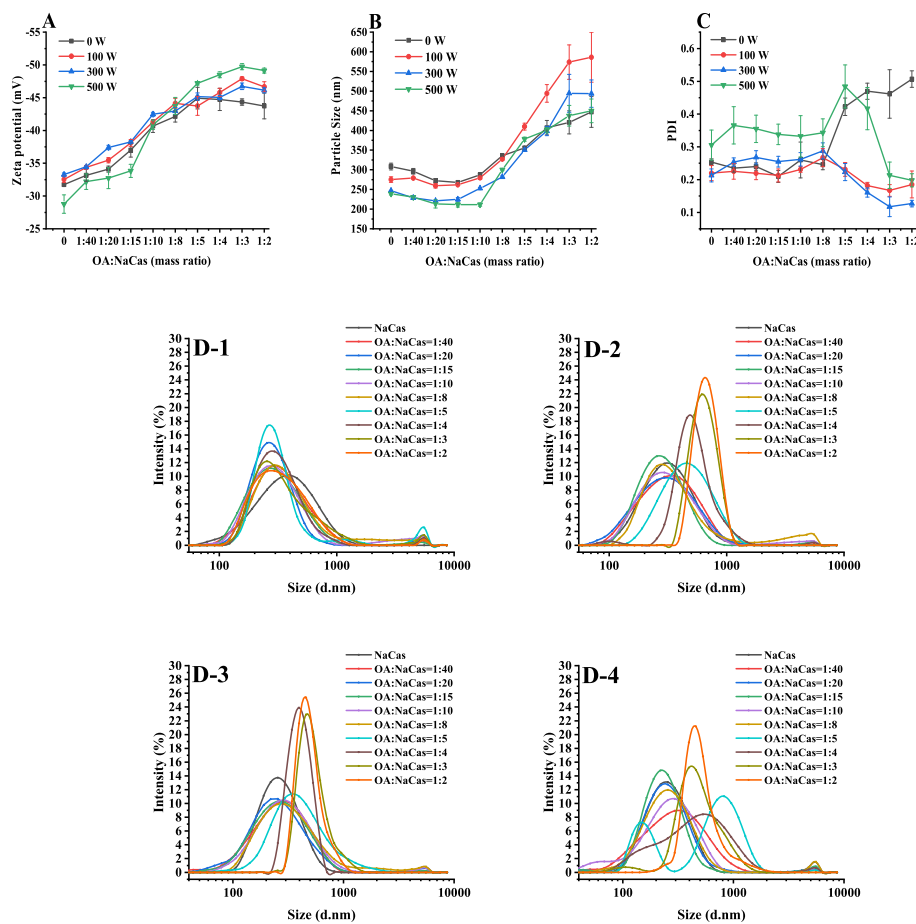 A
-55
-50
-45
-40
-35
-30
-25
Zeta potential (mV)
0 W
100 W
300 W
500 W
0 1:40 1:20 1:15 1:10 1:8 1:5 1:4 1:3 1:2
OA:NaCas (mass ratio)
B
650
600
550
500
450
400
350
300
250
200
150
Particle Size (nm)
0 W
100 W
300 W
500 W
0 1:40 1:20 1:15 1:10 1:8 1:5 1:4 1:3 1:2
OA:NaCas (mass ratio)
C
0.6
0.5
0.4
0.3
0.2
0.1
PDI
0 W
100 W
300 W
500 W
0 1:40 1:20 1:15 1:10 1:8 1:5 1:4 1:3 1:2
OA:NaCas (mass ratio)
D-1
30
28
26
24
22
20
18
16
14
12
10
8
6
4
2
0
Intensity (%)
NaCas
OA:NaCas=1:40
OA:NaCas=1:20
OA:NaCas=1:15
OA:NaCas=1:10
OA:NaCas=1:8
OA:NaCas=1:5
OA:NaCas=1:4
OA:NaCas=1:3
OA:NaCas=1:2
100 1000 10000
Size (d.nm)
D-2
30
28
26
24
22
20
18
16
14
12
10
8
6
4
2
0
Intensity (%)
NaCas
OA:NaCas=1:40
OA:NaCas=1:20
OA:NaCas=1:15
OA:NaCas=1:10
OA:NaCas=1:8
OA:NaCas=1:5
OA:NaCas=1:4
OA:NaCas=1:3
OA:NaCas=1:2
100 1000 10000
Size (d.nm)
D-3
30
28
26
24
22
20
18
16
14
12
10
8
6
4
2
0
Intensity (%)
NaCas
OA:NaCas=1:40
OA:NaCas=1:20
OA:NaCas=1:15
OA:NaCas=1:10
OA:NaCas=1:8
OA:NaCas=1:5
OA:NaCas=1:4
OA:NaCas=1:3
OA:NaCas=1:2
100 1000 10000
Size (d.nm)
D-4
30
28
26
24
22
20
18
16
14
12
10
8
6
4
2
0
Intensity (%)
NaCas
OA:NaCas=1:40
OA:NaCas=1:20
OA:NaCas=1:15
OA:NaCas=1:10
OA:NaCas=1:8
OA:NaCas=1:5
OA:NaCas=1:4
OA:NaCas=1:3
OA:NaCas=1:2
100 1000 10000
Size (d.nm)